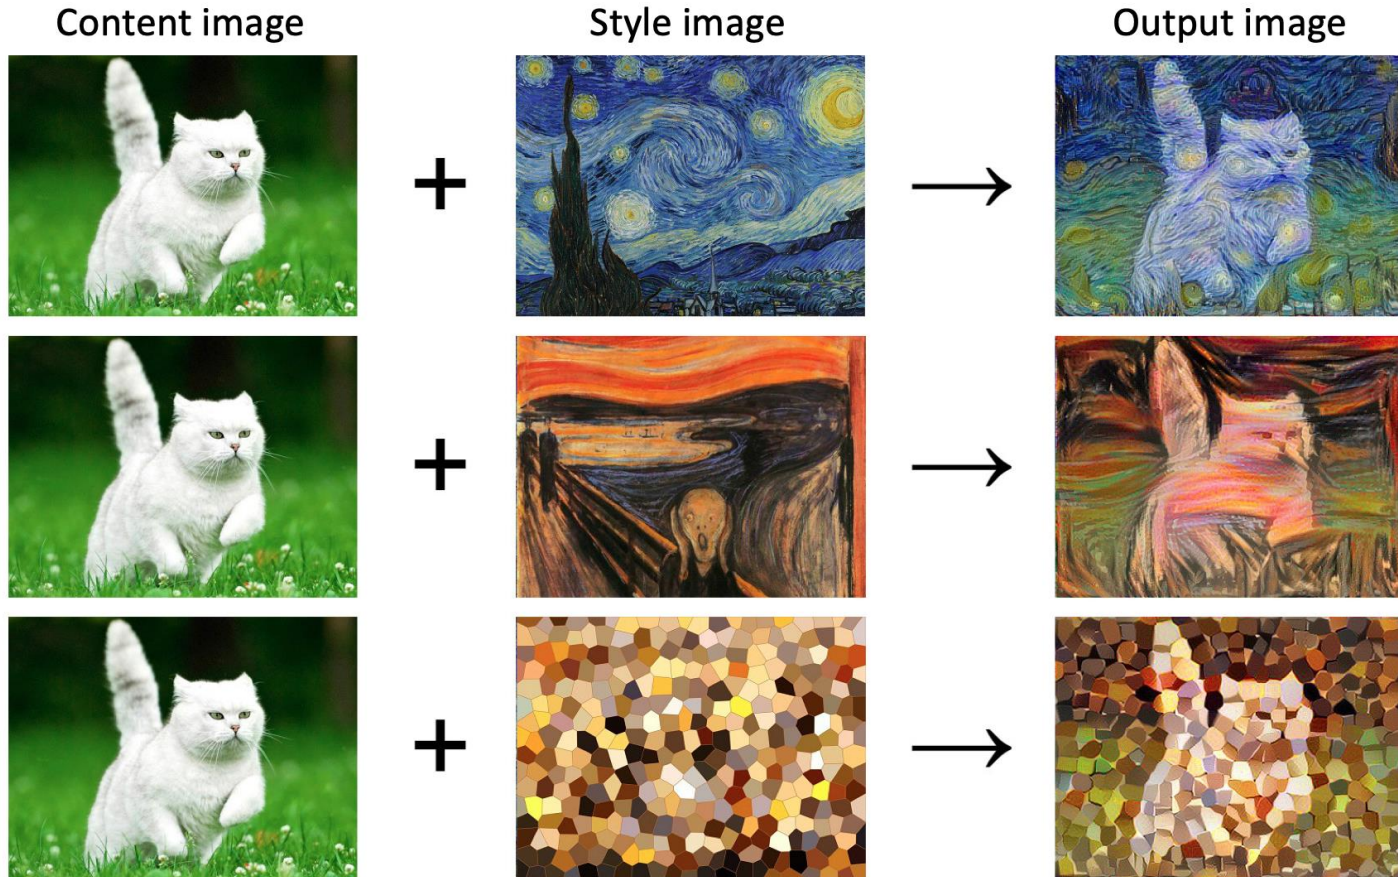 Content image
Style image
Output image
+
→
+
→
+
→